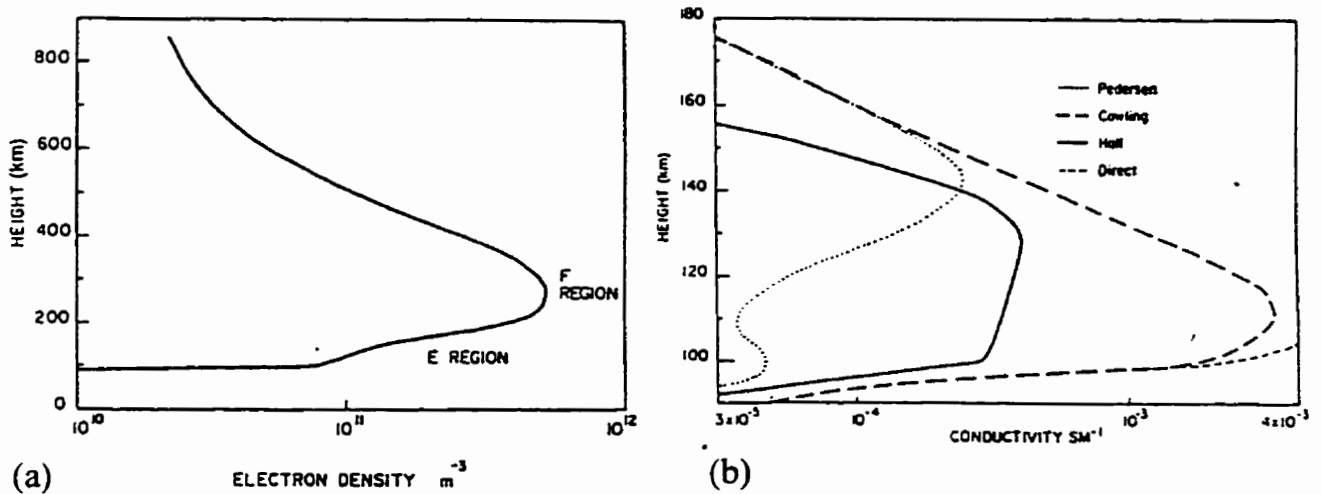 800
600
400
200
0
HEIGHT (km)
10^10
10^11
10^12
F
REGION
E REGION
(a)
ELECTRON DENSITY m^-3
180
160
140
120
100
HEIGHT (km)
Pedersen
Cowling
Hall
Direct
3x10^-5
10^-4
10^-3
4x10^-3
CONDUCTIVITY SM^-1
(b)